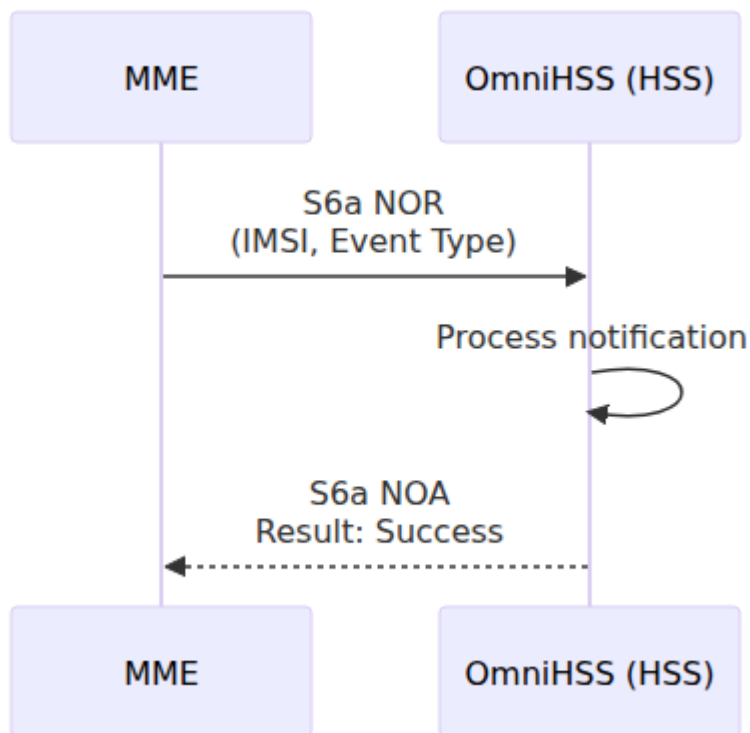 MME
OmniHSS (HSS)
S6a NOR
(IMSI, Event Type)
Process notification
S6a NOA
Result: Success
MME
OmniHSS (HSS)